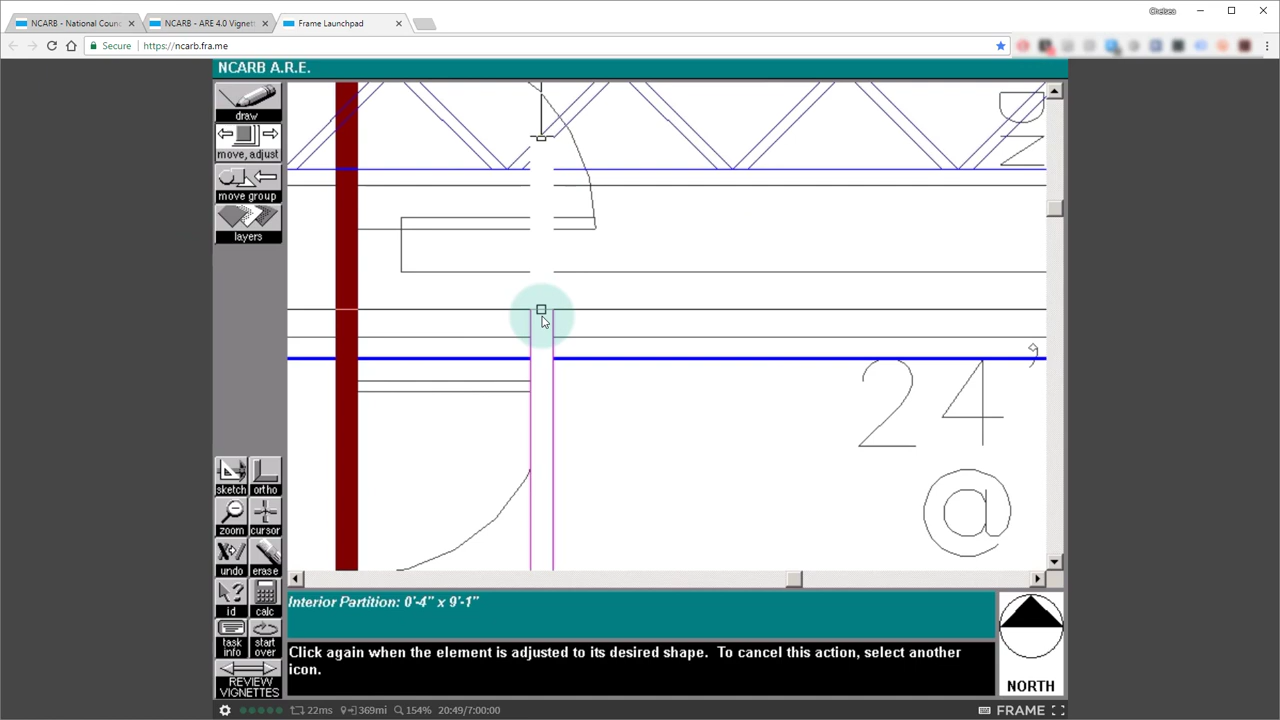 Chelsea
NCARB - National Counc
NCARB - ARE 4.0 Vignett
Frame Launchpad
Secure
https://ncarb.fra.me
NCARB A.R.E.
draw
move, adjust
move group
layers
sketch
ortho
zoom
cursor
undo
erase
id
calc
task
info
start
over
REVIEW
VIGNETTES
24'
@
Interior Partition: 0'-4" x 9'-1"
Click again when the element is adjusted to its desired shape. To cancel this action, select another
icon.
NORTH
22ms
369mi
154%
20:49/7:00:00
FRAME